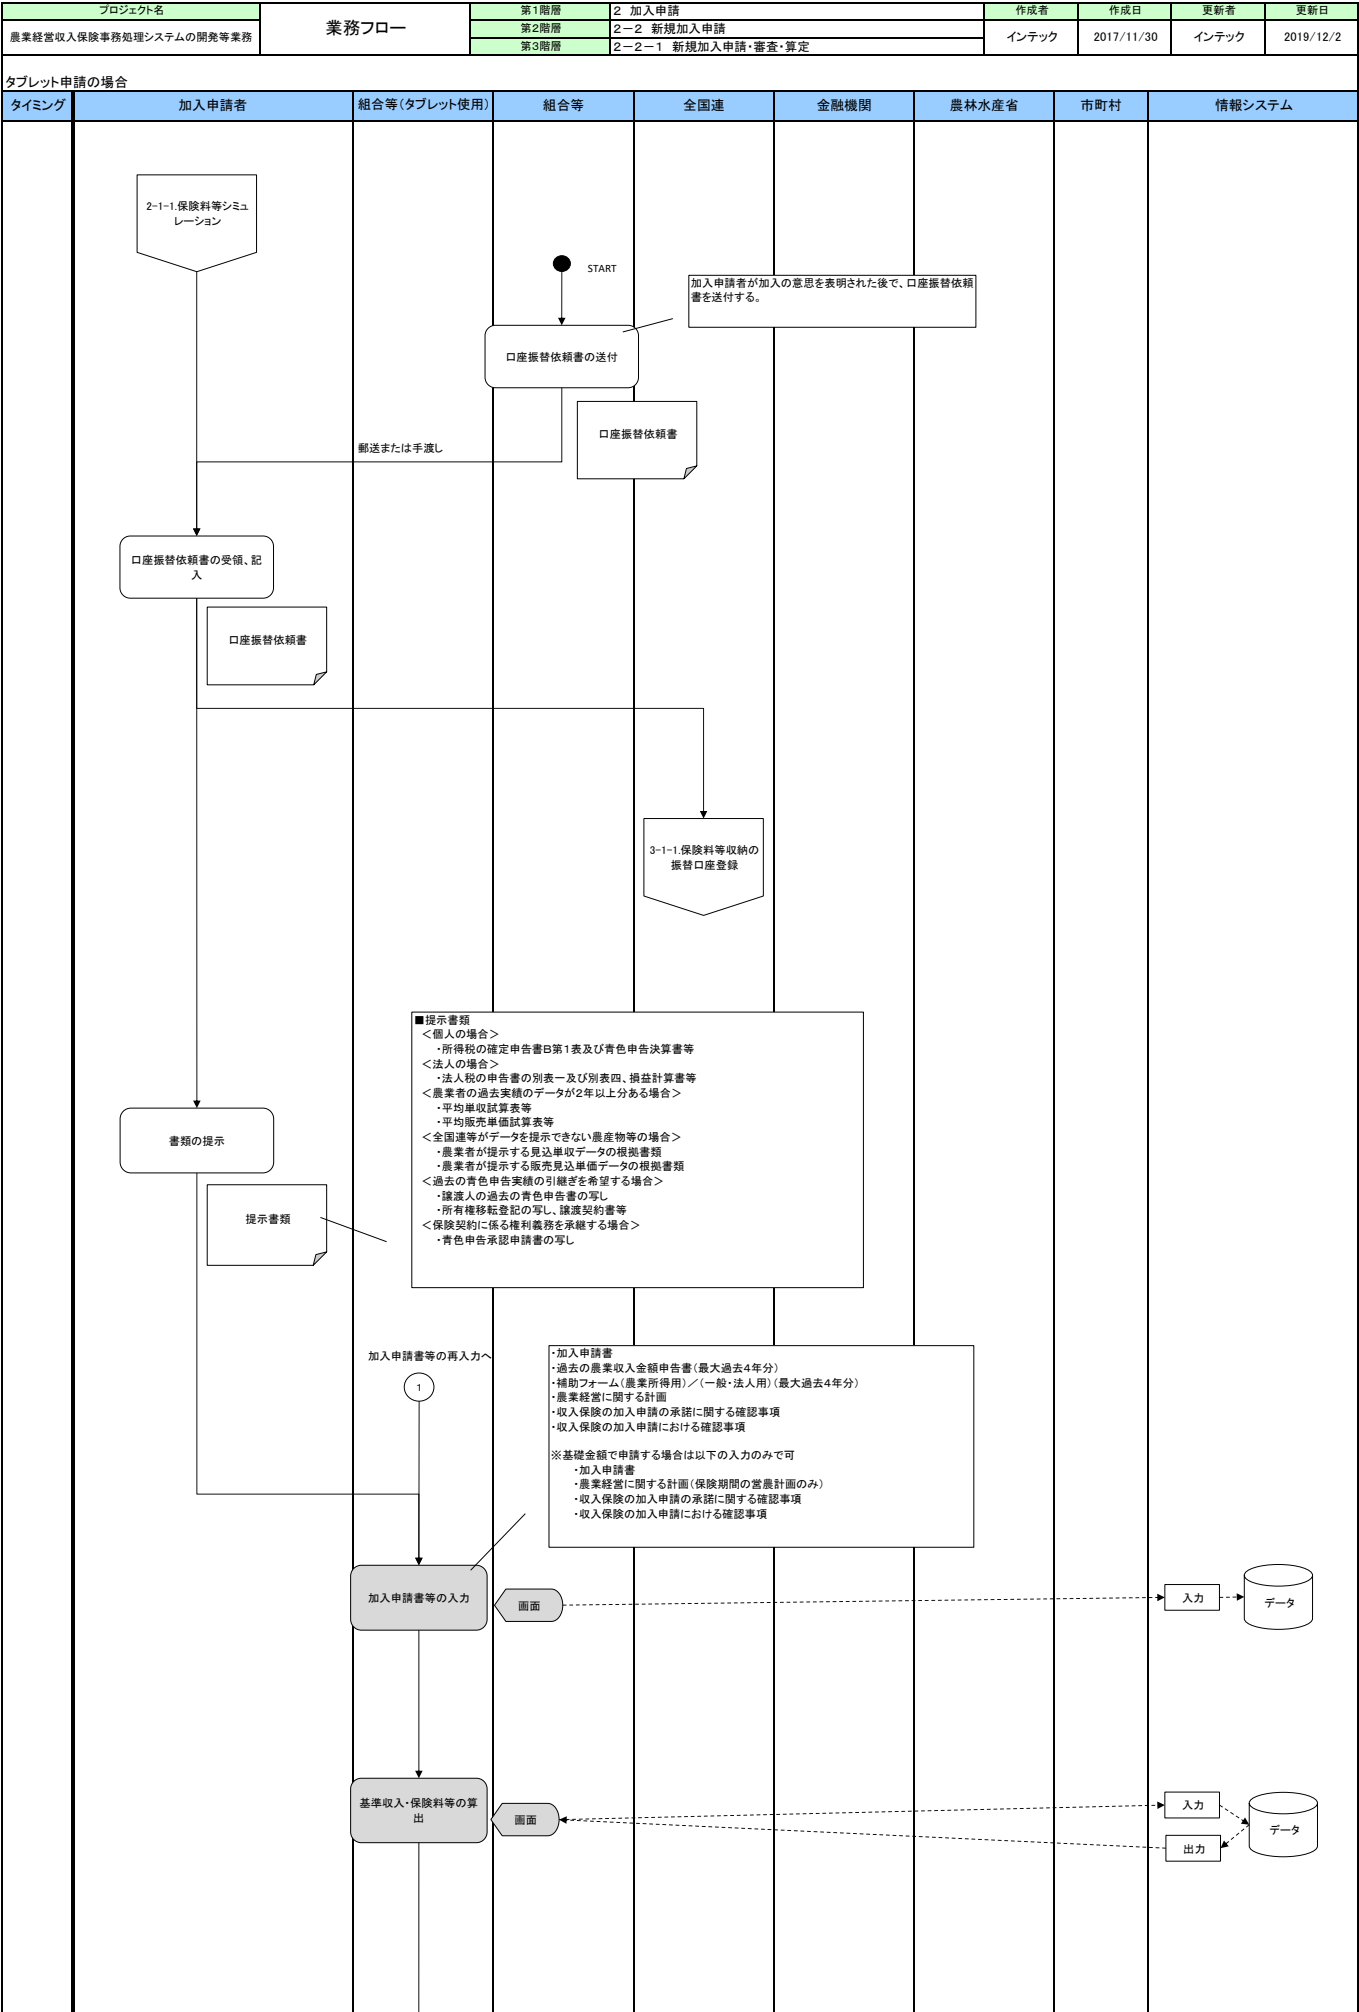 プロジェクト名
業務フロー
第1階層
2 加入申請
作成者
作成日
更新者
更新日
農業経営収入保険事務処理システムの開発等業務
第2階層
2-2 新規加入申請
インテック
2017/11/30
インテック
2019/12/2
第3階層
2-2-1 新規加入申請・審査・算定
タブレット申請の場合
タイミング
加入申請者
組合等(タブレット使用)
組合等
全国連
金融機関
農林水産省
市町村
情報システム
2-1-1.保険料等シミュ
レーション
START
加入申請者が加入の意思を表明された後で、口座振替依頼
書を送付する。
口座振替依頼書の送付
口座振替依頼書
郵送または手渡し
口座振替依頼書の受領、記
入
口座振替依頼書
3-1-1.保険料等収納の
振替口座登録
■提示書類
<個人の場合>
・所得税の確定申告書B第1表及び青色申告決算書等
<法人の場合>
・法人税の申告書の別表一及び別表四、損益計算書等
<農業者の過去実績のデータが2年以上分ある場合>
・平均単収試算表等
・平均販売単価試算表等
<全国連等がデータを提示できない農産物等の場合>
・農業者が提示する見込単収データの根拠書類
・農業者が提示する販売見込単価データの根拠書類
<過去の青色申告実績の引継ぎを希望する場合>
・譲渡人の過去の青色申告書の写し
・所有権移転登記の写し、譲渡契約書等
<保険契約に係る権利義務を承継する場合>
・青色申告承認申請書の写し
書類の提示
提示書類
加入申請書等の再入力へ
1
・加入申請書
・過去の農業収入金額申告書(最大過去4年分)
・補助フォーム(農業所得用)/(一般・法人用)(最大過去4年分)
・農業経営に関する計画
・収入保険の加入申請の承諾に関する確認事項
・収入保険の加入申請における確認事項
※基礎金額で申請する場合は以下の入力のみで可
・加入申請書
・農業経営に関する計画(保険期間の営農計画のみ)
・収入保険の加入申請の承諾に関する確認事項
・収入保険の加入申請における確認事項
加入申請書等の入力
画面
入力
データ
基準収入・保険料等の算
出
画面
入力
データ
出力